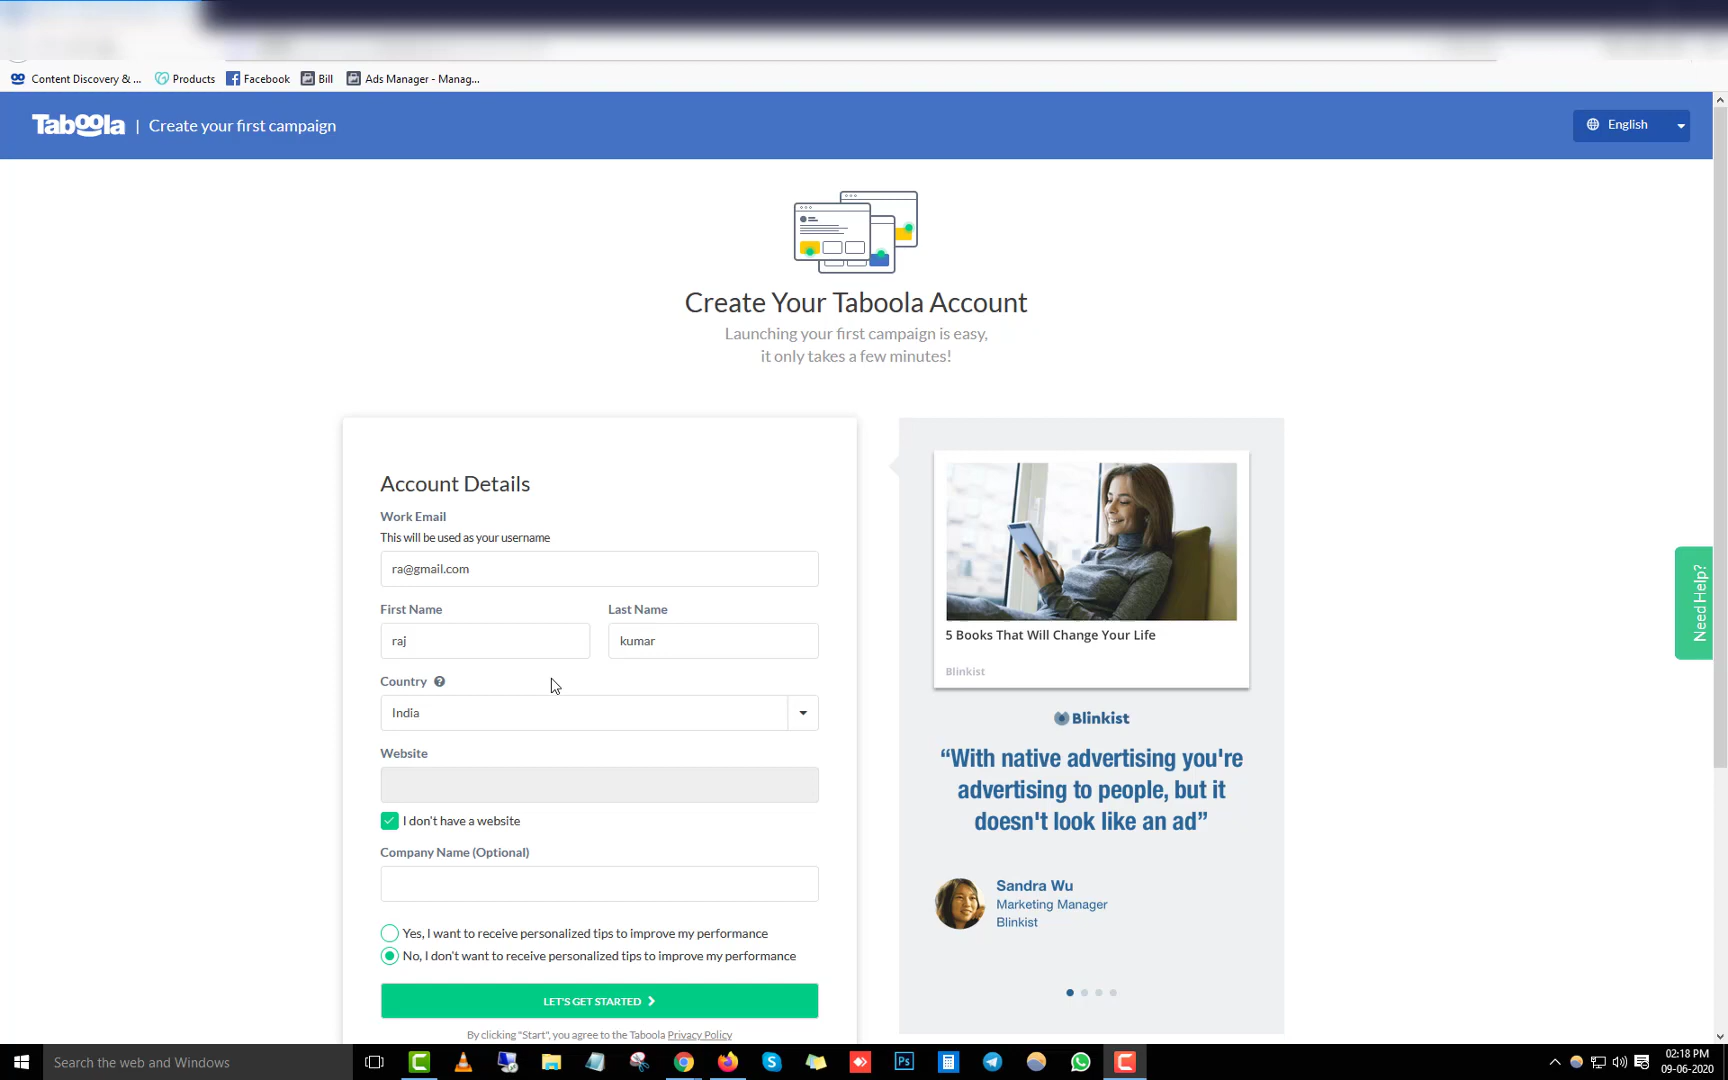 Content Discovery & ... Products Facebook Bill Ads Manager - Manag...
Taboola | Create your first campaign
English
Create Your Taboola Account
Launching your first campaign is easy,
it only takes a few minutes!
Account Details
Work Email
This will be used as your username
ra@gmail.com
First Name Last Name
raj kumar
Country
India
Website
I don't have a website
Company Name (Optional)
Yes, I want to receive personalized tips to improve my performance
No, I don't want to receive personalized tips to improve my performance
LET'S GET STARTED
By clicking "Start", you agree to the Taboola Privacy Policy
5 Books That Will Change Your Life
Blinkist
Blinkist
“With native advertising you're
advertising to people, but it
doesn't look like an ad”
Sandra Wu
Marketing Manager
Blinkist
Need Help?
Search the web and Windows
Ps
02:18 PM
09-06-2020